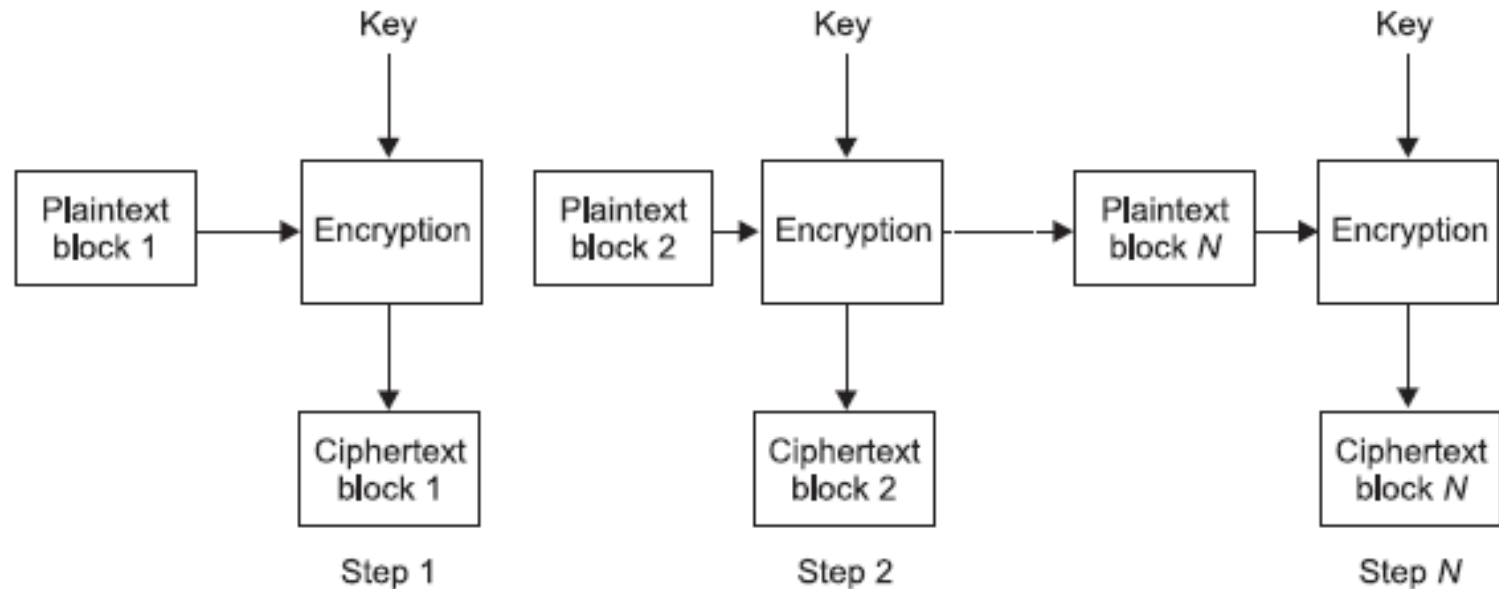 Key
Key
Key
Plaintext
block 1
Encryption
Plaintext
block 2
Encryption
Plaintext
block N
Encryption
Ciphertext
block 1
Ciphertext
block 2
Ciphertext
block N
Step 1
Step 2
Step N